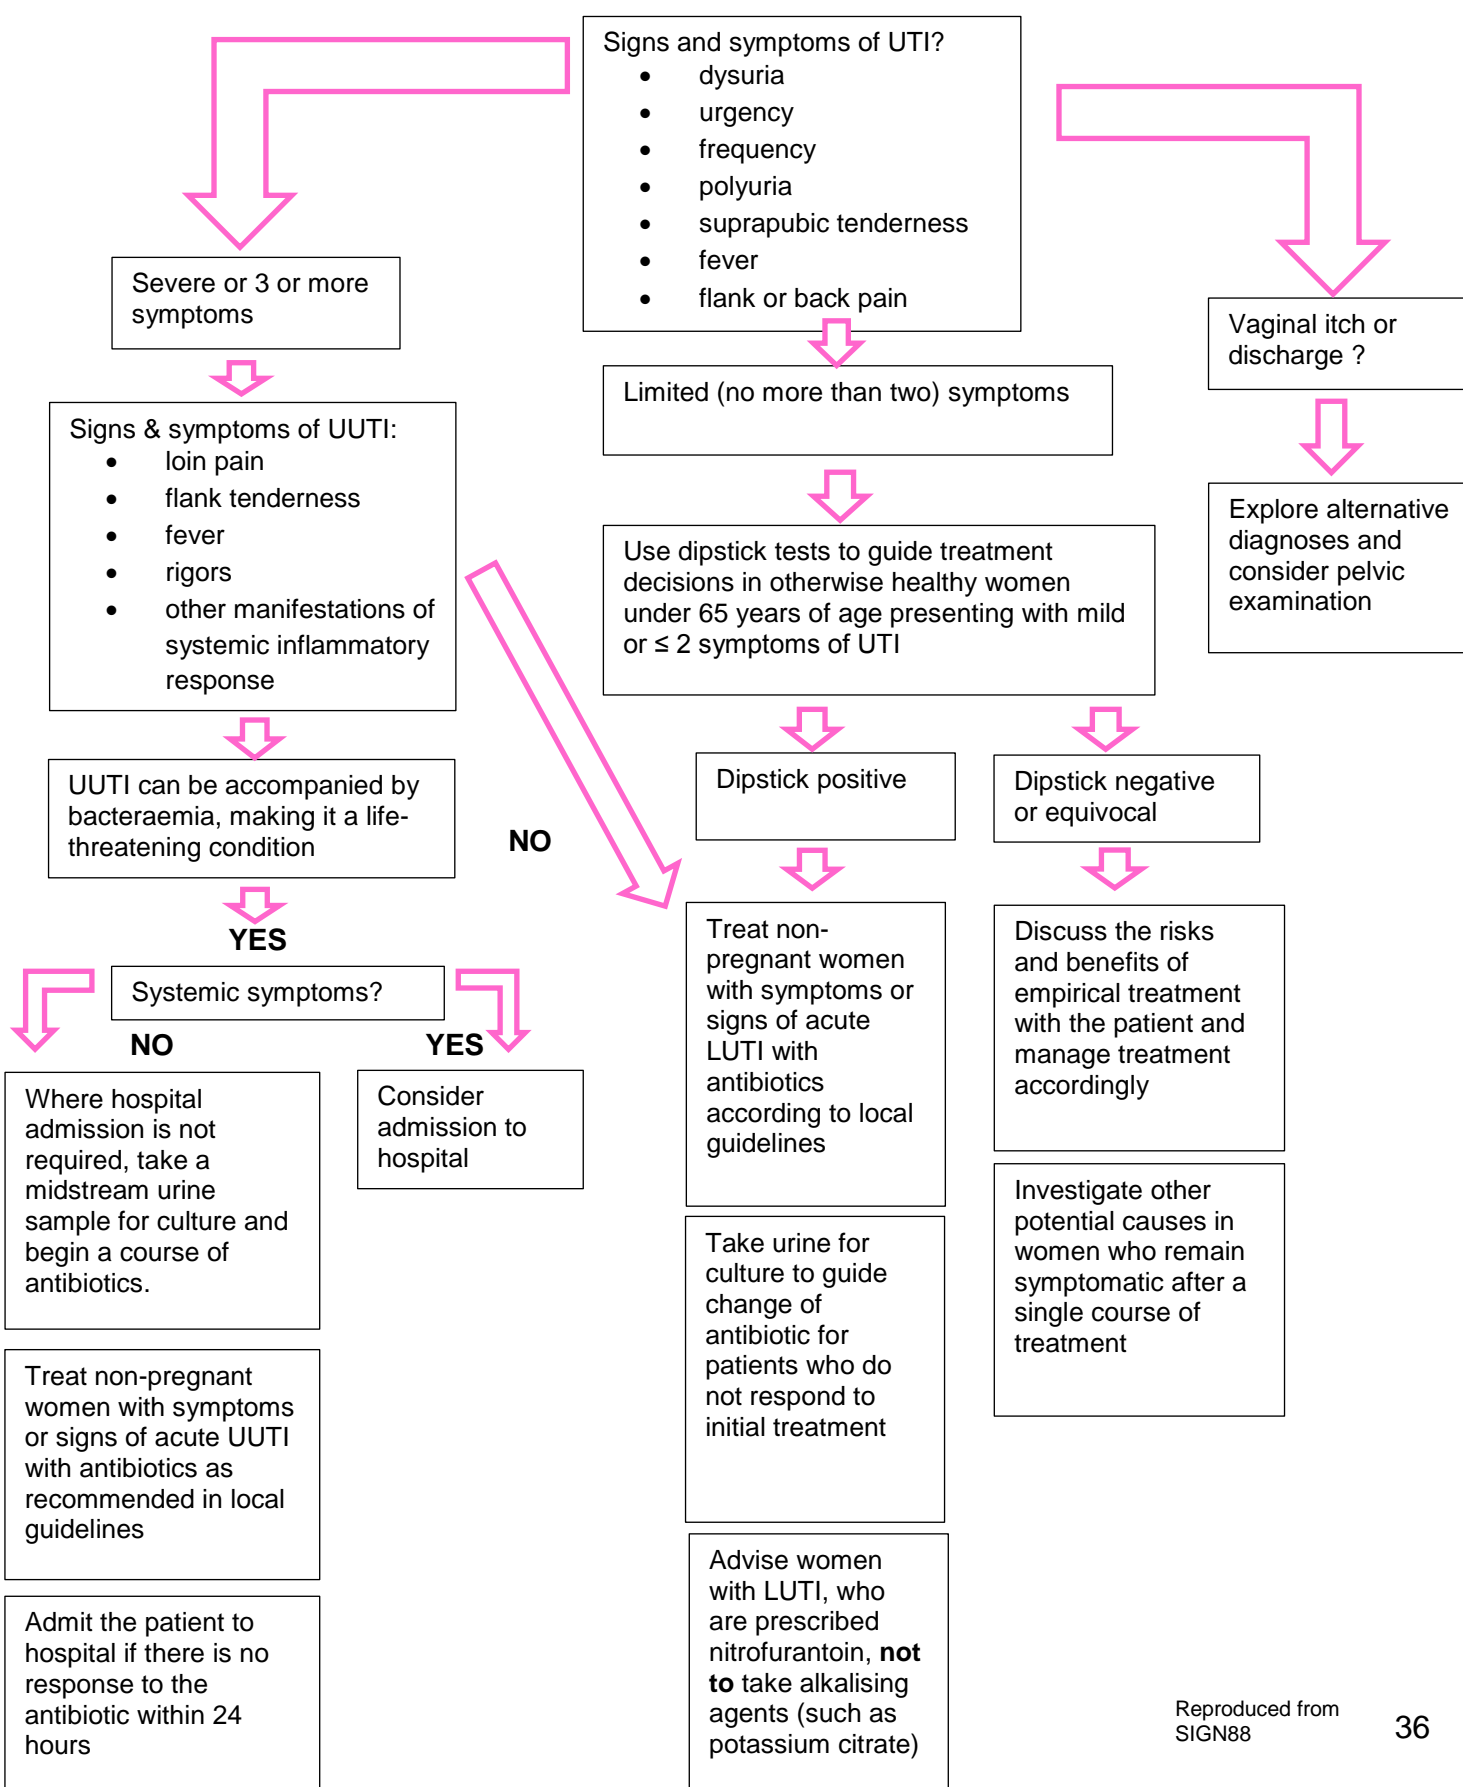 Signs and symptoms of UTI?
• dysuria
• urgency
• frequency
• polyuria
• suprapubic tenderness
• fever
• flank or back pain
Severe or 3 or more
symptoms
Signs & symptoms of UUTI:
• loin pain
• flank tenderness
• fever
• rigors
• other manifestations of
systemic inflammatory
response
UUTI can be accompanied by
bacteraemia, making it a life-
threatening condition
YES
Systemic symptoms?
NO
YES
Where hospital
admission is not
required, take a
midstream urine
sample for culture and
begin a course of
antibiotics.
Treat non-pregnant
women with symptoms
or signs of acute UUTI
with antibiotics as
recommended in local
guidelines
Admit the patient to
hospital if there is no
response to the
antibiotic within 24
hours
Consider
admission to
hospital
NO
Limited (no more than two) symptoms
Use dipstick tests to guide treatment
decisions in otherwise healthy women
under 65 years of age presenting with mild
or ≤ 2 symptoms of UTI
Dipstick positive
Treat non-
pregnant women
with symptoms or
signs of acute
LUTI with
antibiotics
according to local
guidelines
Take urine for
culture to guide
change of
antibiotic for
patients who do
not respond to
initial treatment
Advise women
with LUTI, who
are prescribed
nitrofurantoin, not
to take alkalising
agents (such as
potassium citrate)
Dipstick negative
or equivocal
Discuss the risks
and benefits of
empirical treatment
with the patient and
manage treatment
accordingly
Investigate other
potential causes in
women who remain
symptomatic after a
single course of
treatment
Vaginal itch or
discharge ?
Explore alternative
diagnoses and
consider pelvic
examination
Reproduced from
SIGN88
36